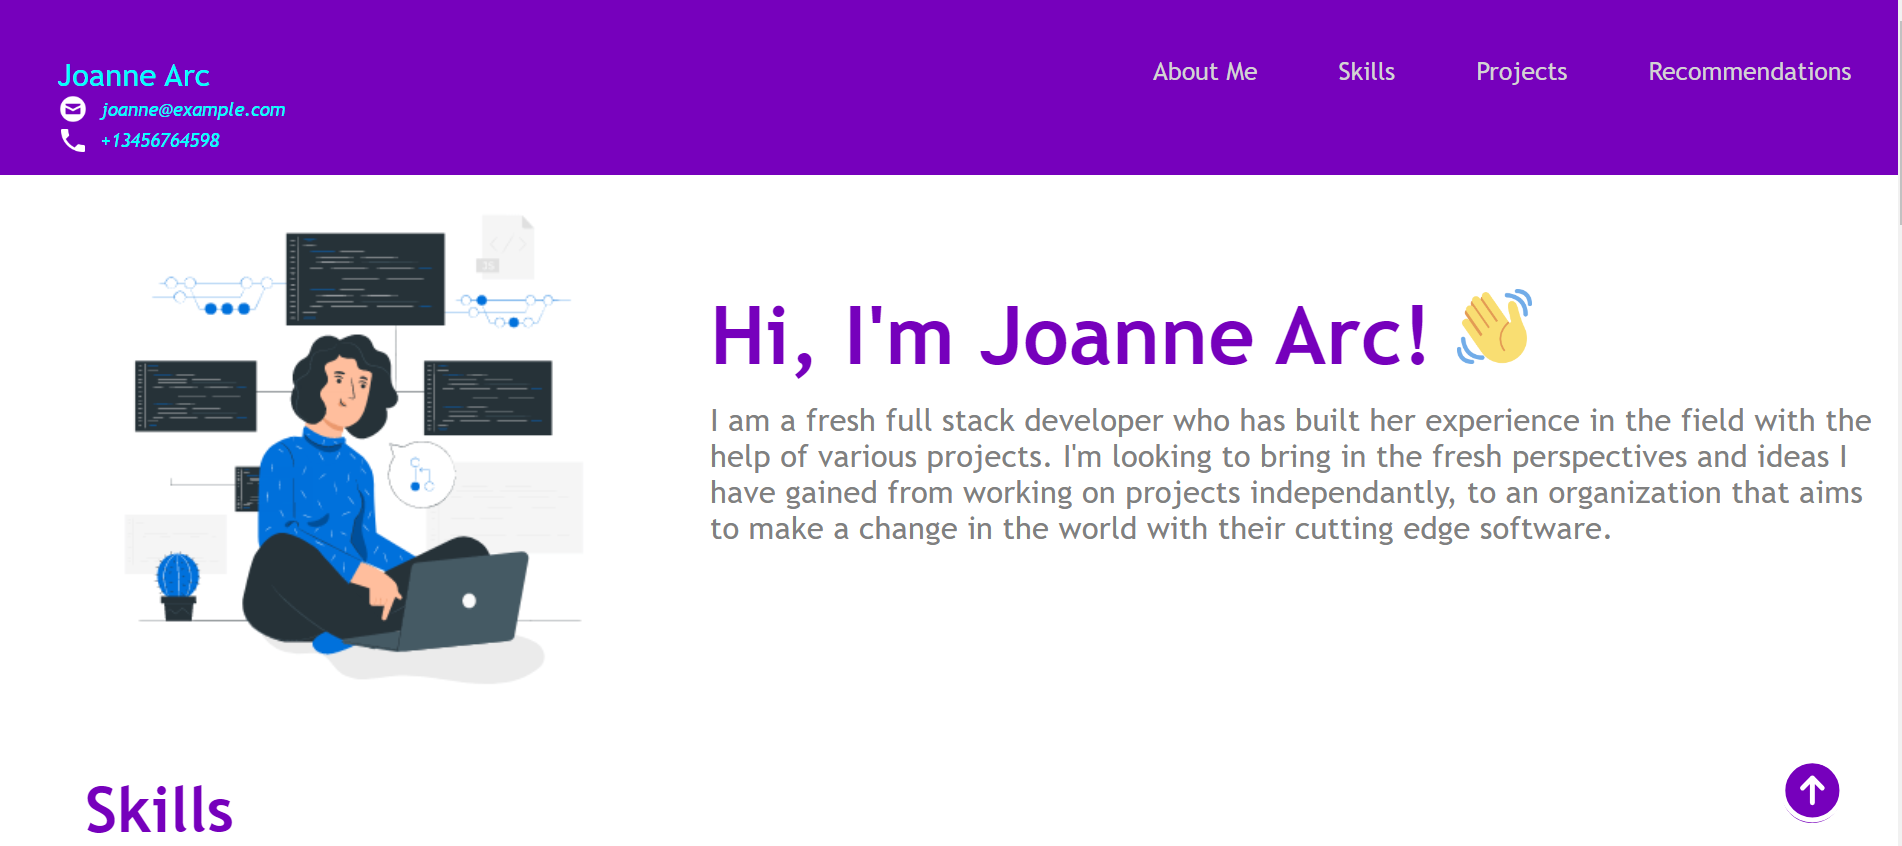 Joanne Arc
joanne@example.com
+13456764598
About Me
Skills
Projects
Recommendations
JS
Hi, I'm Joanne Arc!
I am a fresh full stack developer who has built her experience in the field with the
help of various projects. I'm looking to bring in the fresh perspectives and ideas I
have gained from working on projects independantly, to an organization that aims
to make a change in the world with their cutting edge software.
Skills